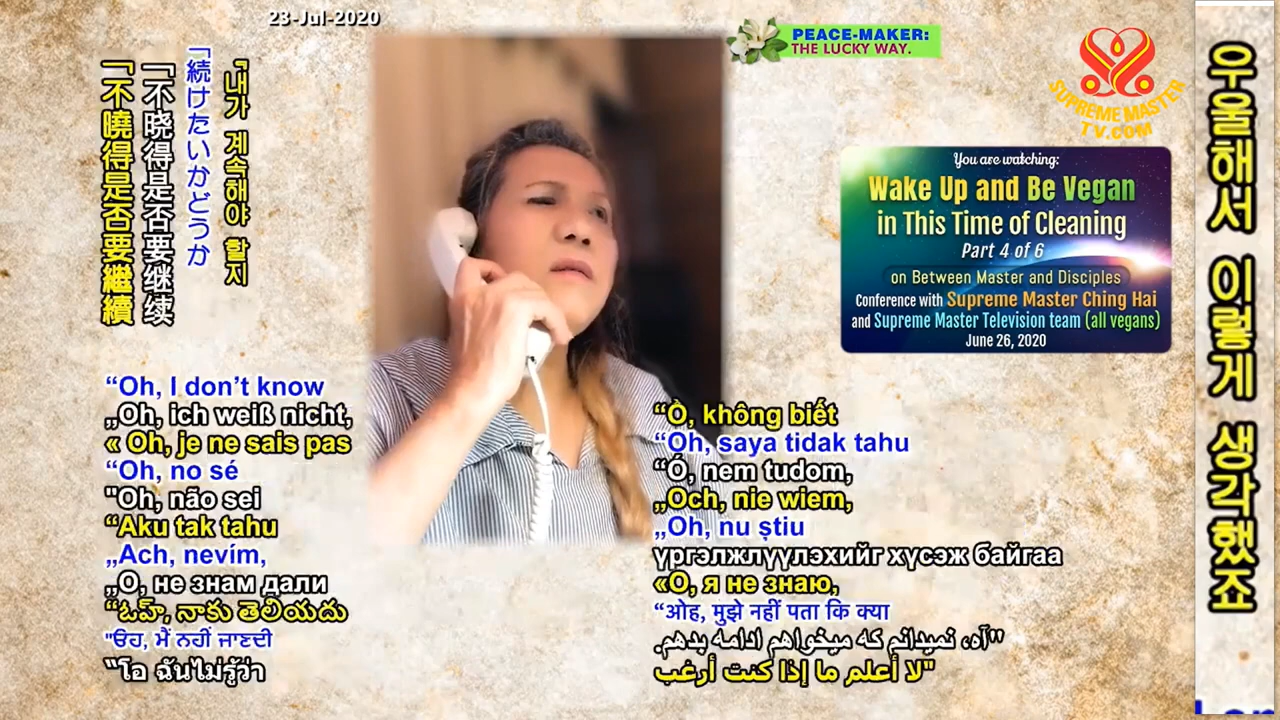 23-Jul-2020
PEACE-MAKER:
THE LUCKY WAY.
SUPREME MASTER
TV.COM
You are watching:
Wake Up and Be Vegan
in This Time of Cleaning
Part 4 of 6
on Between Master and Disciples
Conference with Supreme Master Ching Hai
and Supreme Master Television team (all vegans)
June 26, 2020
우울해서 이렇게 생각했죠
「내가 계속해야 할지
「続けたいかどうか
「不晓得是否要继续
「不曉得是否要繼續
“Oh, I don’t know
„Oh, ich weiß nicht,
« Oh, je ne sais pas
“Oh, no sé
"Oh, não sei
“Aku tak tahu
„Ach, nevím,
„О, не знам дали
“ఓహ్, నాకు తెలియదు
"ਓਹ, ਮੈਂ ਨਹੀਂ ਜਾਣਦੀ
“โอ ฉันไม่รู้ว่า
“Ồ, không biết
“Oh, saya tidak tahu
“Ó, nem tudom,
„Och, nie wiem,
„Oh, nu știu
үргэлжлүүлэхийг хүсэж байгаа
«О, я не знаю,
“ओह, मुझे नहीं पता कि क्या
"آه، نمیدانم که میخواهم ادامه بدهم.
"لا أعلم ما إذا كنت أرغب